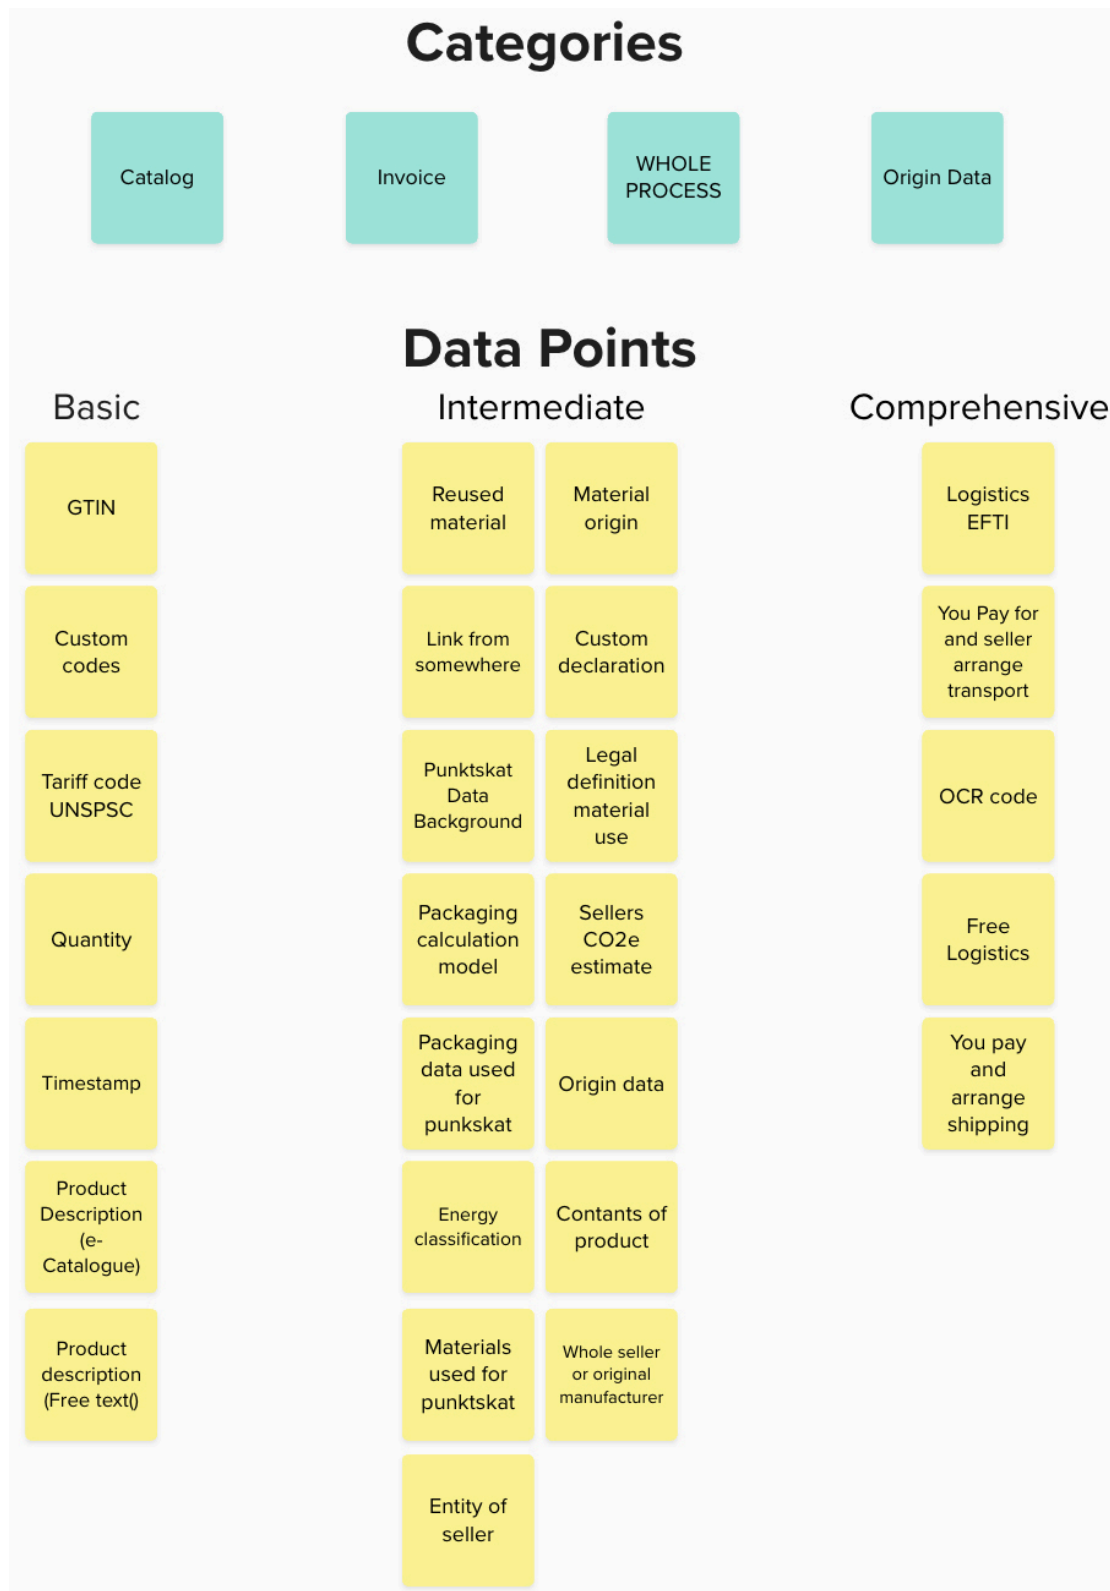 Categories
Catalog
Invoice
WHOLE
PROCESS
Origin Data
Data Points
Basic
GTIN
Custom
codes
Tariff code
UNSPSC
Quantity
Timestamp
Product
Description
(e-
Catalogue)
Product
description
(Free text()
Intermediate
Reused
material
Material
origin
Link from
somewhere
Custom
declaration
Punktskat
Data
Background
Legal
definition
material
use
Packaging
calculation
model
Sellers
CO2e
estimate
Packaging
data used
for
punkskat
Origin data
Energy
classification
Contants of
product
Materials
used for
punktskat
Whole seller
or original
manufacturer
Entity of
seller
Comprehensive
Logistics
EFTI
You Pay for
and seller
arrange
transport
OCR code
Free
Logistics
You pay
and
arrange
shipping